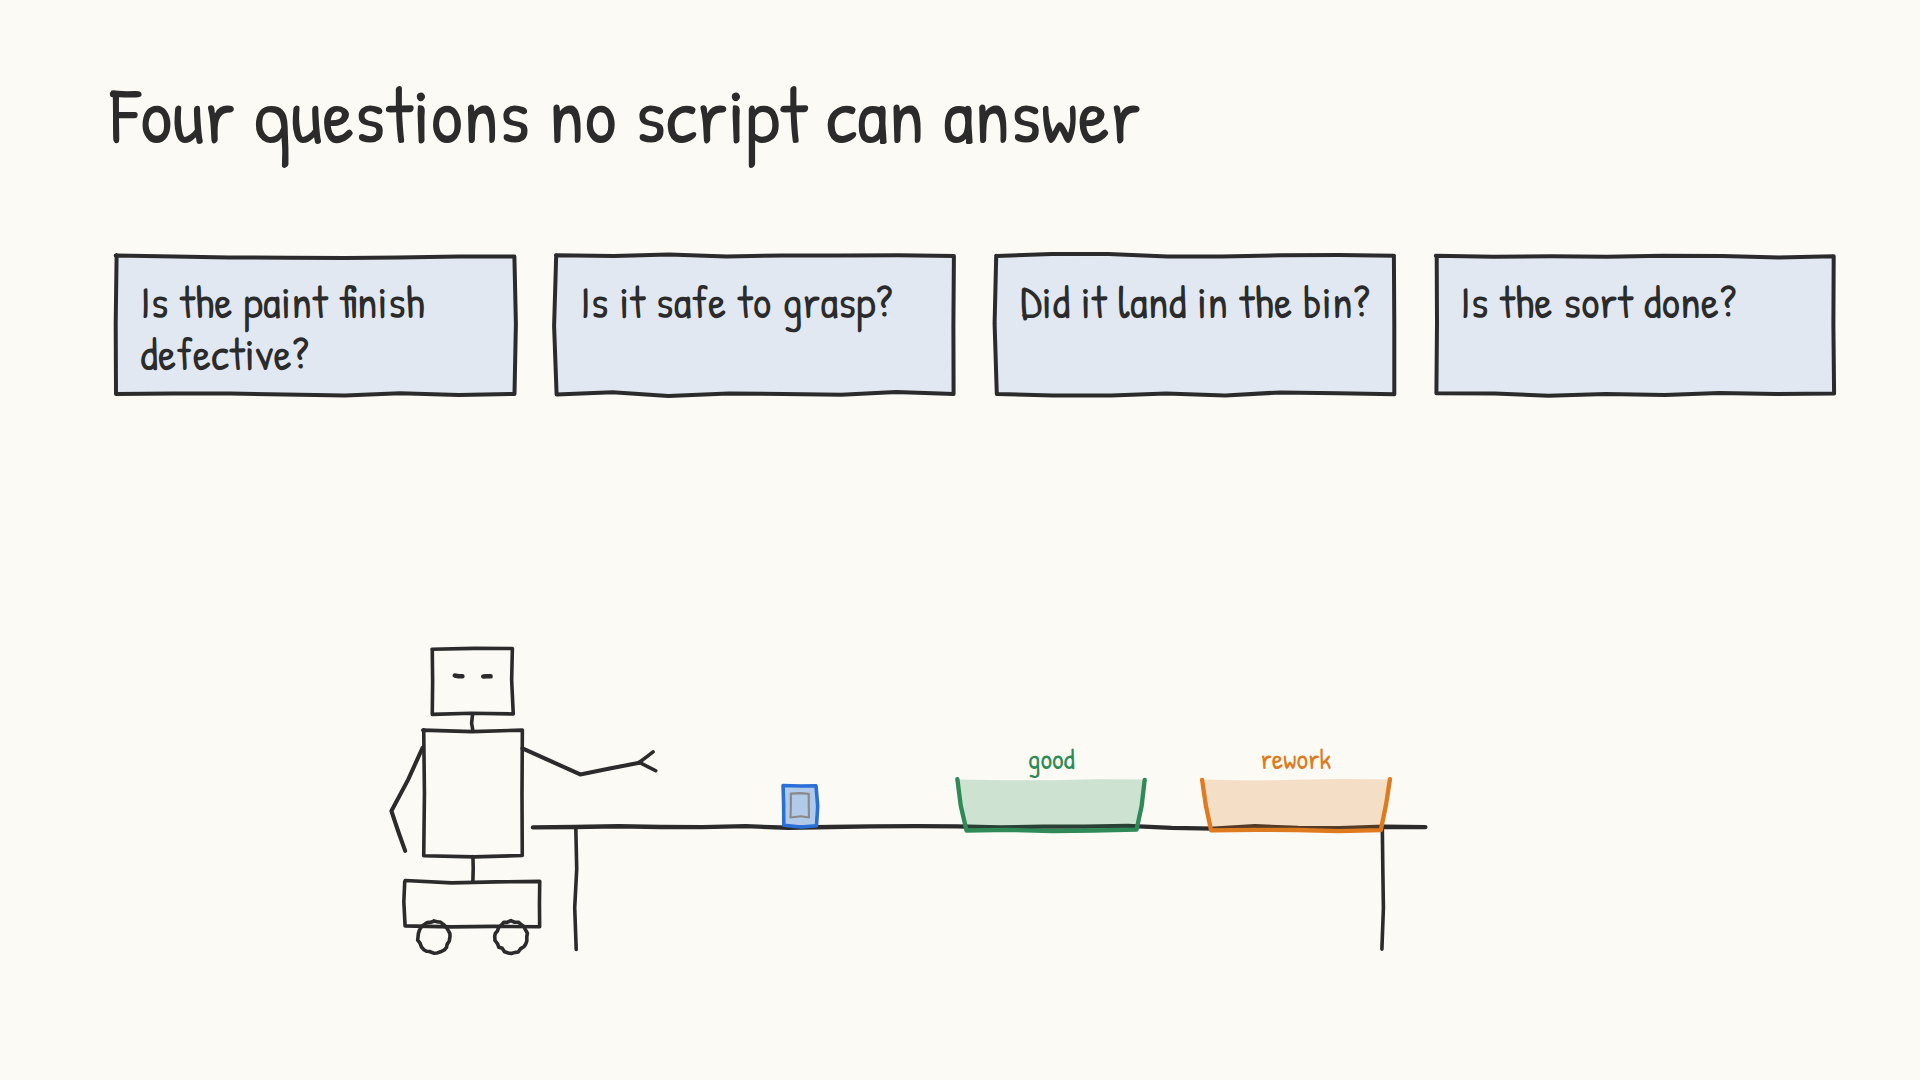 Four questions no script can answer
Is the paint finish
defective?
Is it safe to grasp?
Did it land in the bin?
Is the sort done?
good
rework